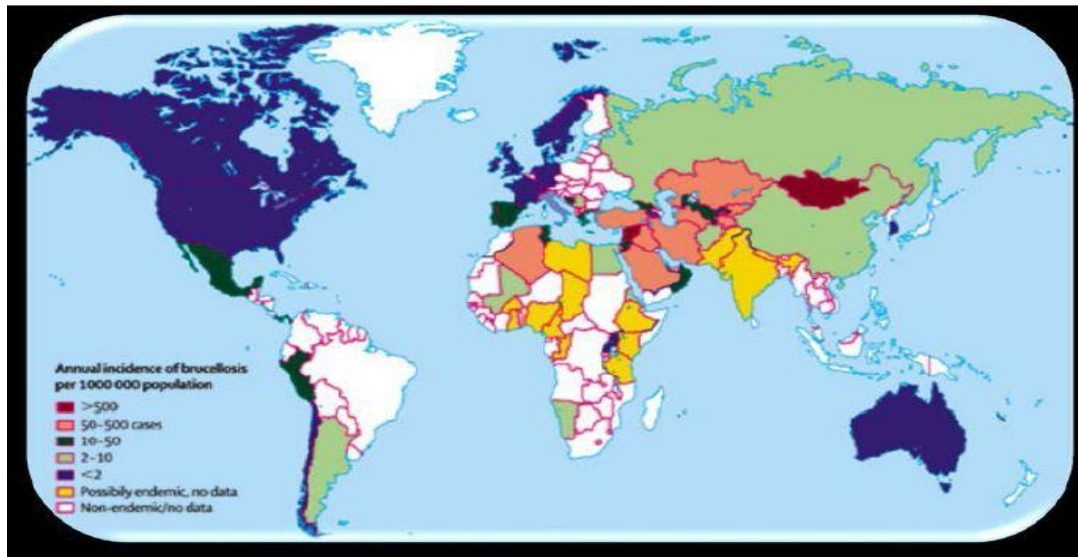 Annual incidence of brucellosis
per 1000 000 population
>500
50-500 cases
10-50
2-10
<2
Possibily endemic, no data
Non-endemic/no data